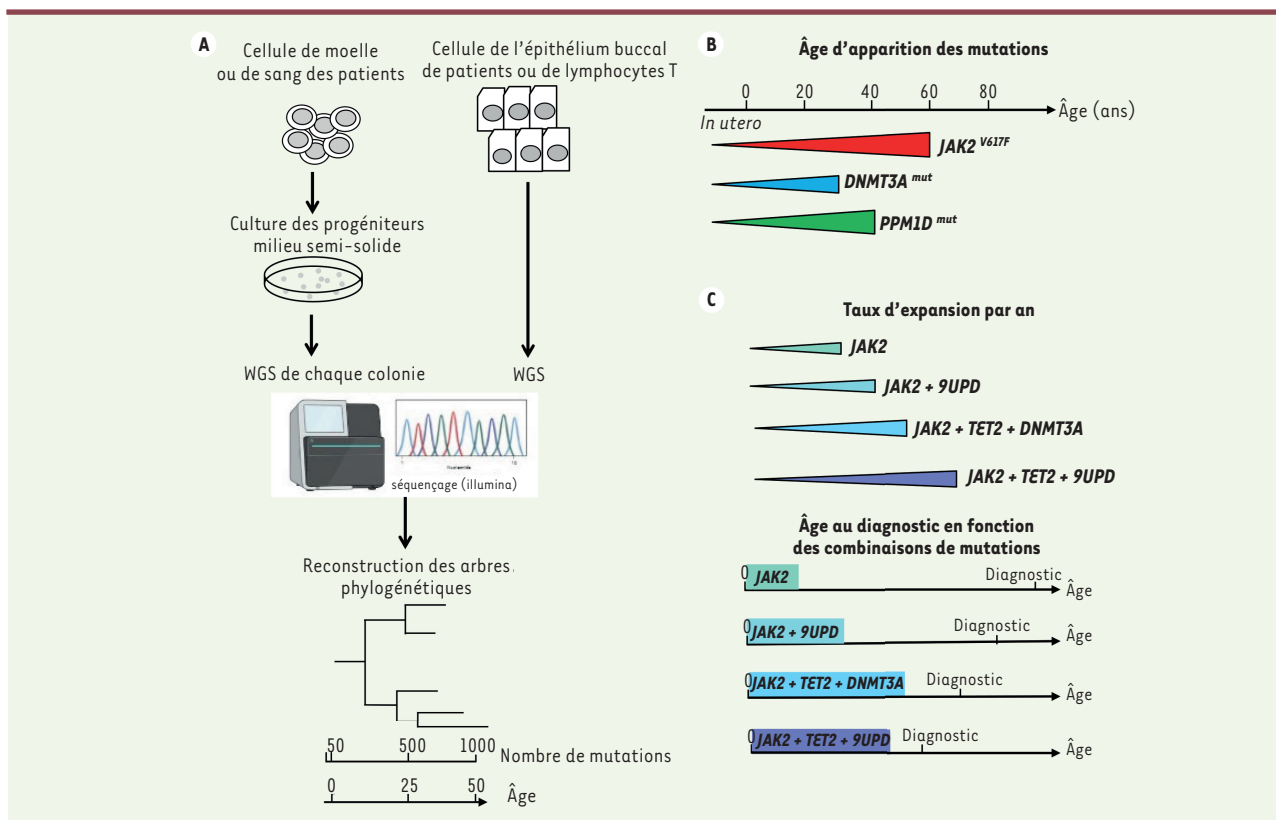 A
Cellule de moelle
ou de sang des patients
Cellule de l'épithélium buccal
de patients ou de lymphocytes T
Culture des progéniteurs
milieu semi-solide
WGS de chaque colonie
WGS
1
16
séquençage (illumina)
Reconstruction des arbres
phylogénétiques
50 500 1000 Nombre de mutations
0 25 50 Âge
B
Âge d'apparition des mutations
0 20 40 60 80
Âge (ans)
In utero
JAK2 V617F
DNMT3A mut
PPM1D mut
C
Taux d'expansion par an
JAK2
JAK2 + 9UPD
JAK2 + TET2 + DNMT3A
JAK2 + TET2 + 9UPD
Âge au diagnostic en fonction
des combinaisons de mutations
0 JAK2 Diagnostic Âge
0 JAK2 + 9UPD Diagnostic Âge
0 JAK2 + TET2 + DNMT3A Diagnostic Âge
0 JAK2 + TET2 + 9UPD Diagnostic Âge